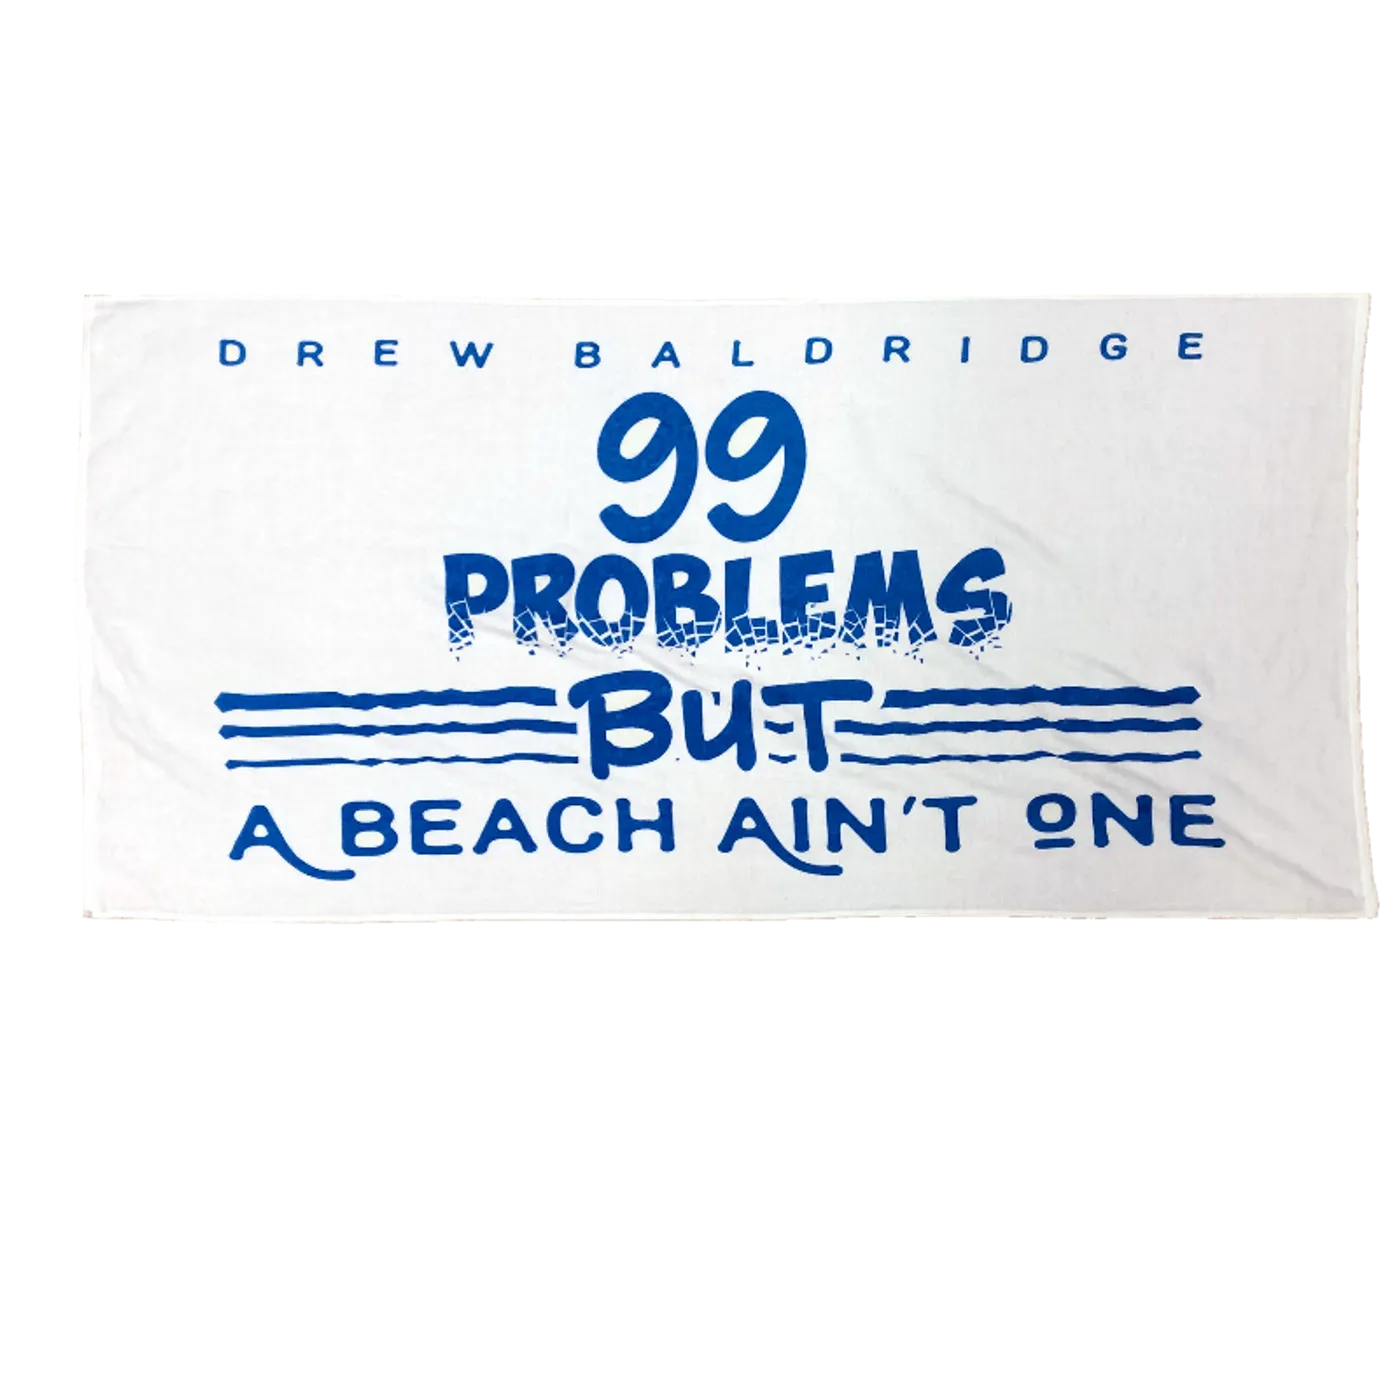 DREW BALDRIDGE
99
PROBLEMS
BUT
A BEACH AIN'T ONE